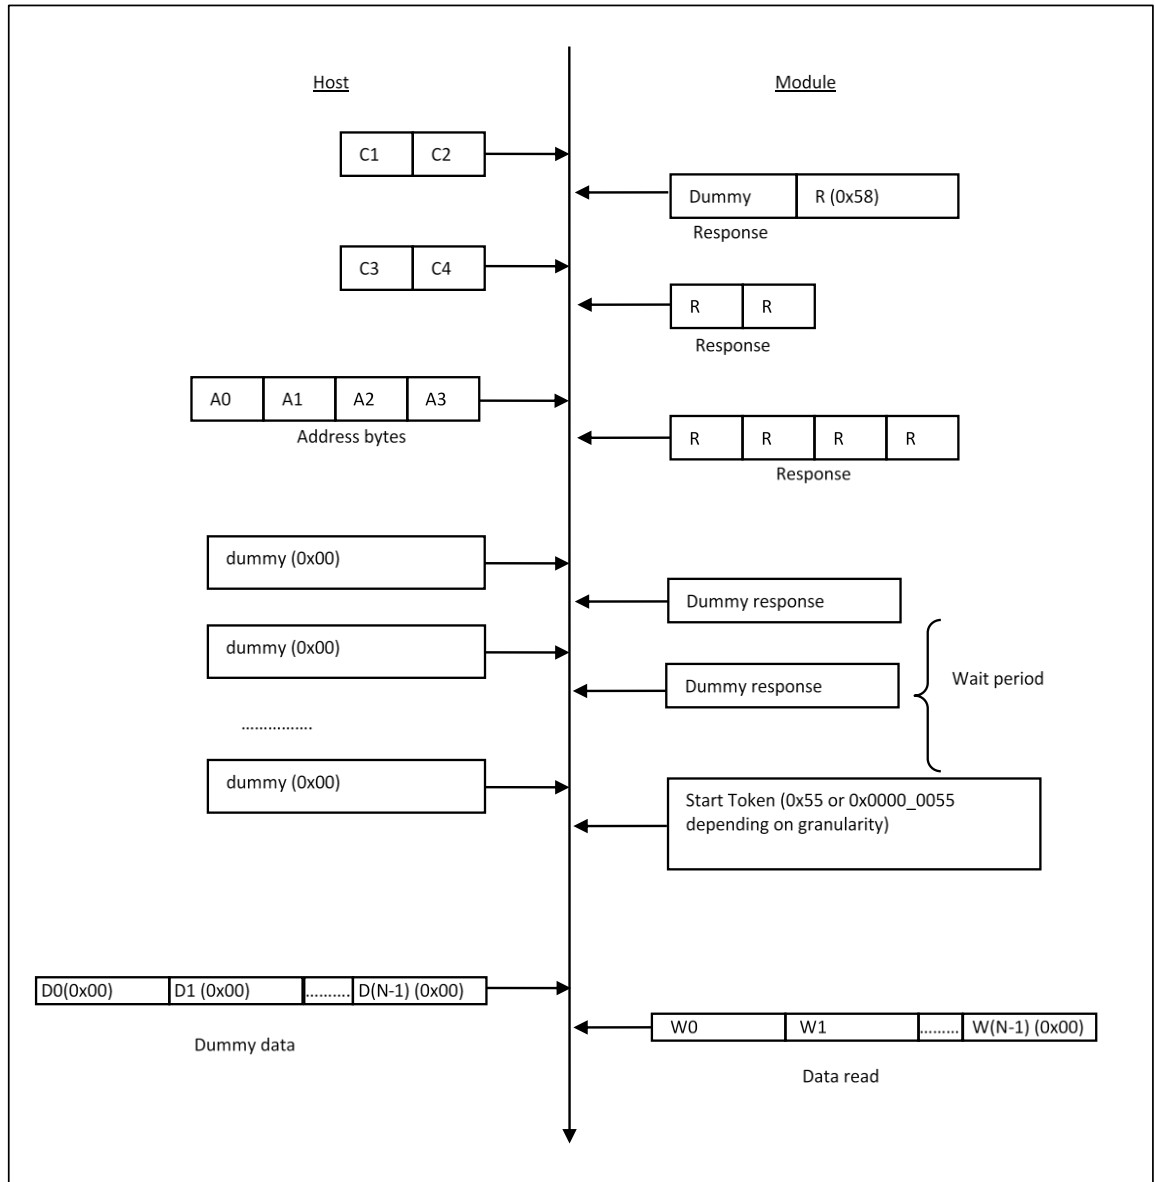 Host
Module
C1 C2
Dummy R (0x58)
Response
C3 C4
R R
Response
A0 A1 A2 A3
Address bytes
R R R R
Response
dummy (0x00)
Dummy response
dummy (0x00)
Wait period
Dummy response
................
dummy (0x00)
Start Token (0x55 or 0x0000_0055
depending on granularity)
D0(0x00) D1 (0x00) .......... D(N-1) (0x00)
W0 W1 ......... W(N-1) (0x00)
Dummy data
Data read